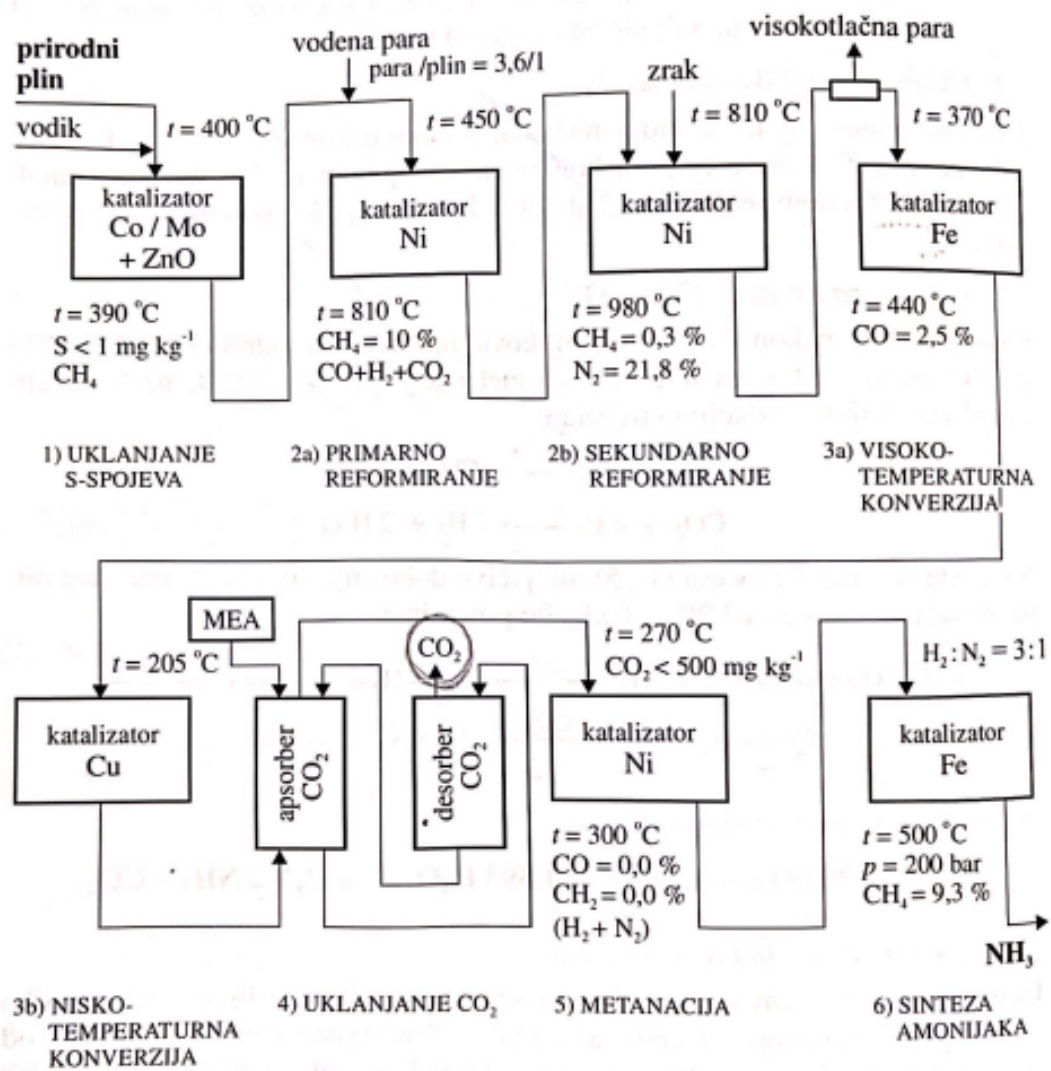 prirodni
plin
vodik
t = 400 °C
katalizator
Co / Mo
+ ZnO
t = 390 °C
S < 1 mg kg⁻¹
CH₄
1) UKLANJANJE
S-SPOJEVA
vodena para
para /plin = 3,6/1
t = 450 °C
katalizator
Ni
t = 810 °C
CH₄ = 10 %
CO+H₂+CO₂
2a) PRIMARNO
REFORMIRANJE
zrak
t = 810 °C
katalizator
Ni
t = 980 °C
CH₄ = 0,3 %
N₂ = 21,8 %
2b) SEKUNDARNO
REFORMIRANJE
visokotlačna para
t = 370 °C
katalizator
Fe
t = 440 °C
CO = 2,5 %
3a) VISOKO-
TEMPERATURNA
KONVERZIJA
t = 205 °C
katalizator
Cu
3b) NISKO-
TEMPERATURNA
KONVERZIJA
MEA
apsorber
CO₂
CO₂
desorber
CO₂
4) UKLANJANJE CO₂
t = 270 °C
CO₂ < 500 mg kg⁻¹
katalizator
Ni
t = 300 °C
CO = 0,0 %
CH₂ = 0,0 %
(H₂ + N₂)
5) METANACIJA
H₂ : N₂ = 3:1
katalizator
Fe
t = 500 °C
p = 200 bar
CH₄ = 9,3 %
NH₃
6) SINTEZA
AMONIJAKA